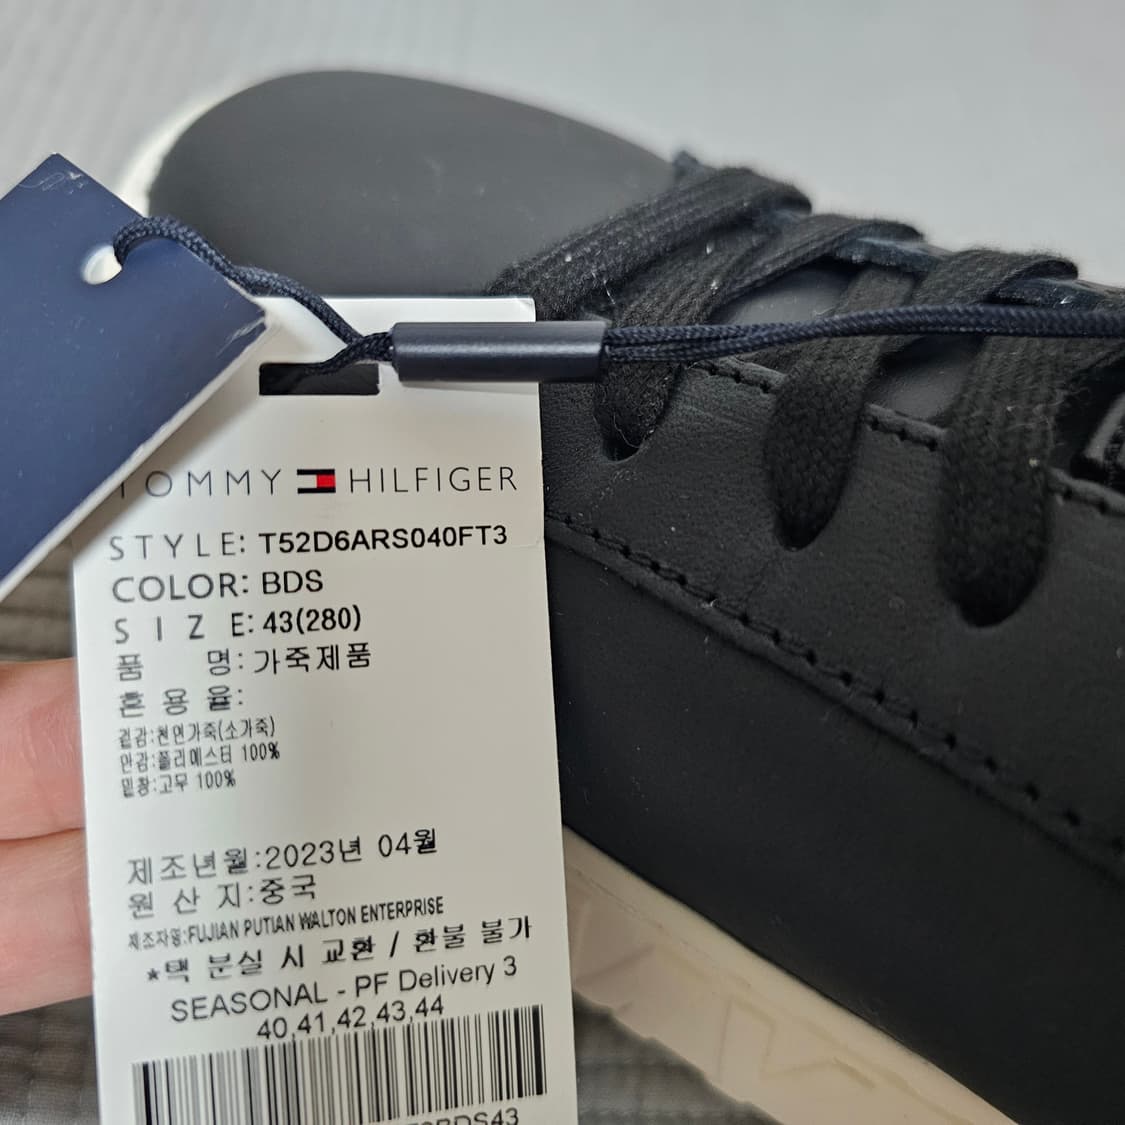 TOMMY HILFIGER
STYLE: T52D6ARS040FT3
COLOR: BDS
SIZE: 43(280)
품 명: 가죽제품
혼용율:
겉감:천연가죽(소가죽)
안감:폴리에스터 100%
밑창:고무 100%
제조년월:2023년 04월
원산지:중국
제조자명:FUJIAN PUTIAN WALTON ENTERPRISE
*택 분실 시 교환 / 환불 불가
SEASONAL - PF Delivery 3
40,41,42,43,44